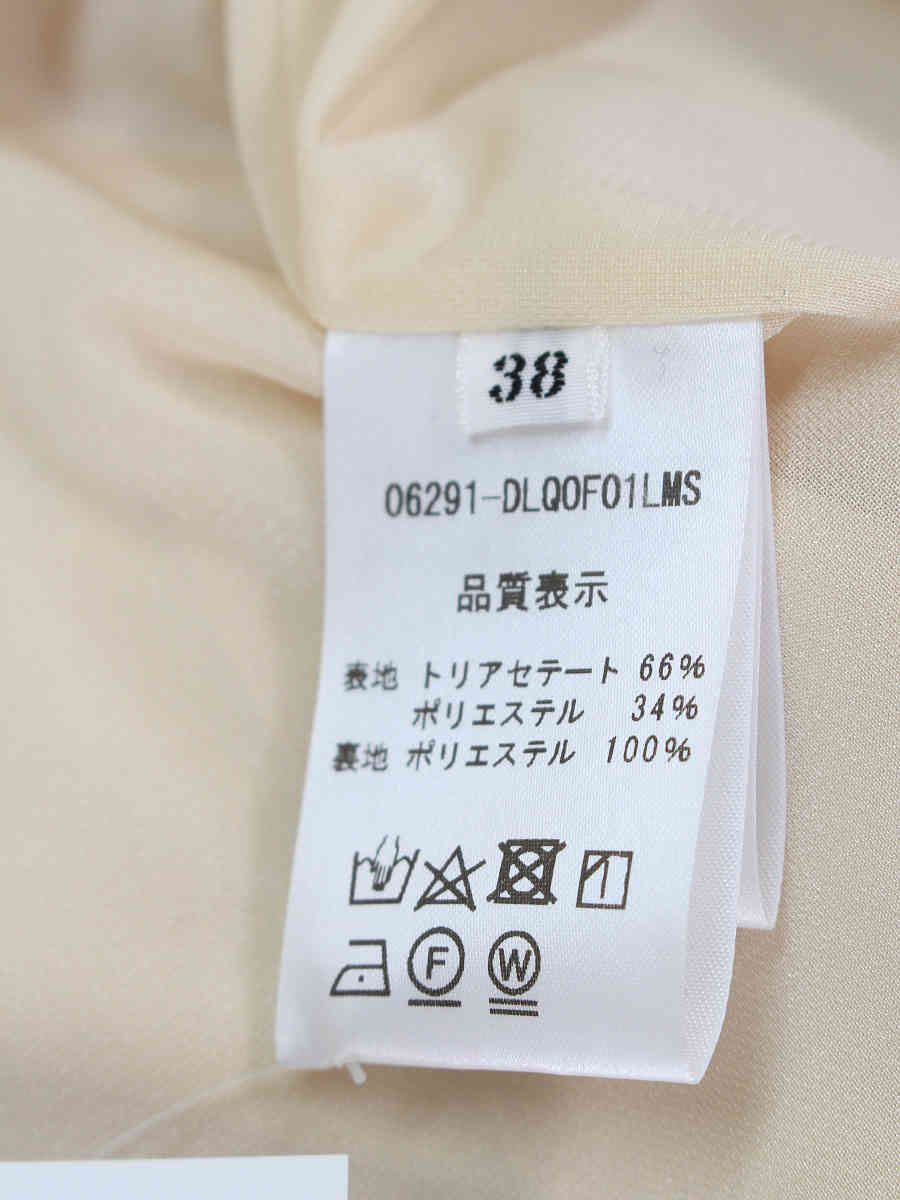 38
06291-DLQ0F01LMS
品質表示
表地 トリアセテート 66%
ポリエステル 34%
裏地 ポリエステル 100%
F W